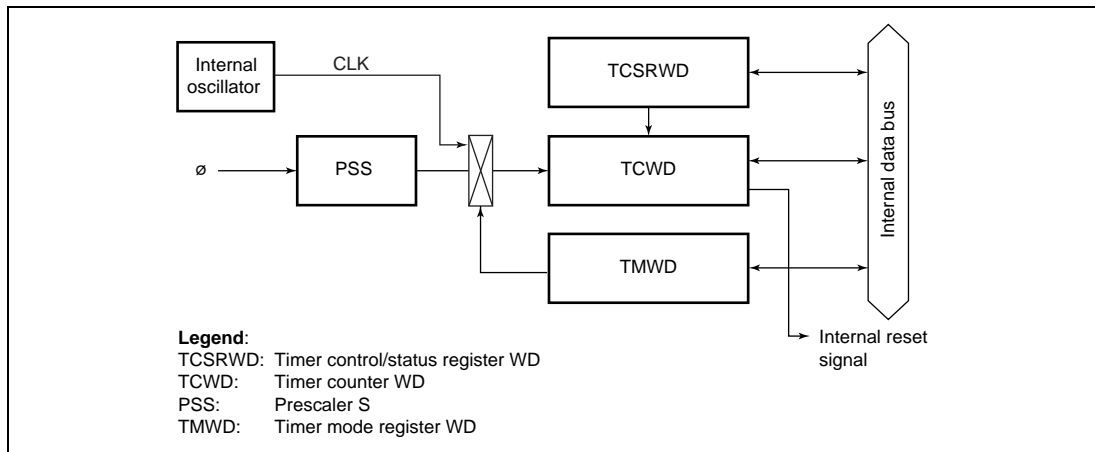 Internal
oscillator
CLK
TCSRWD
ø
PSS
TCWD
TMWD
Internal data bus
Internal reset
signal
Legend:
TCSRWD: Timer control/status register WD
TCWD: Timer counter WD
PSS: Prescaler S
TMWD: Timer mode register WD